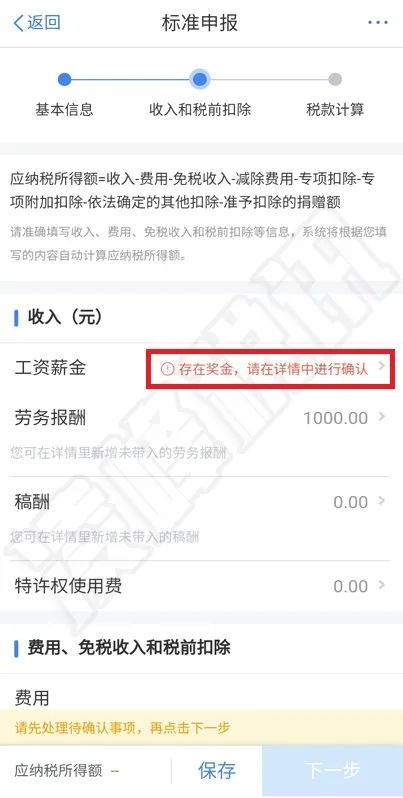 返回
标准申报
基本信息
收入和税前扣除
税款计算
应纳税所得额=收入-费用-免税收入-减除费用-专项扣除-专
项附加扣除-依法确定的其他扣除-准予扣除的捐赠额
请准确填写收入、费用、免税收入和税前扣除等信息，系统将根据您填
写的内容自动计算应纳税所得额。
收入（元）
工资薪金
存在奖金，请在详情中进行确认
劳务报酬
1000.00
您可在详情里新增未带入的劳务报酬
稿酬
0.00
您可在详情里新增未带入的稿酬
特许权使用费
0.00
费用、免税收入和税前扣除
费用
请先处理待确认事项，再点击下一步
应纳税所得额 --
保存
下一步